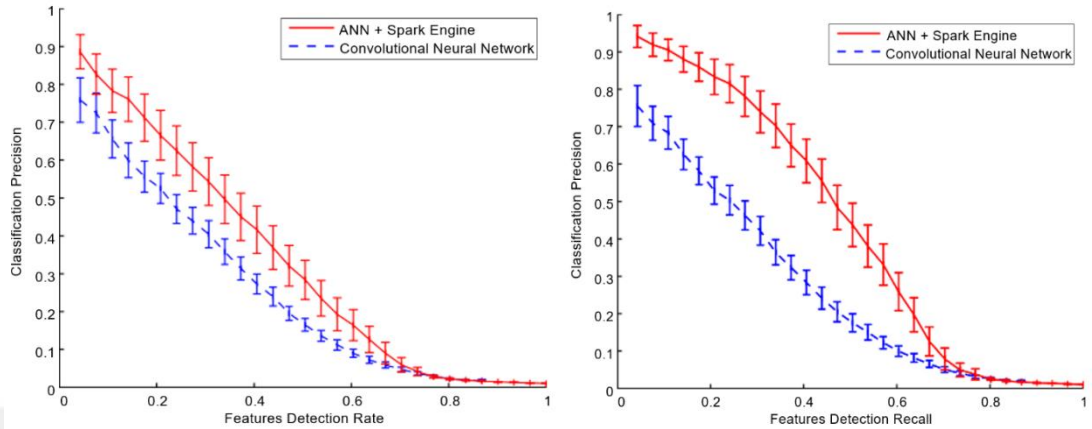 1
0.9
0.8
0.7
0.6
0.5
0.4
0.3
0.2
0.1
0
Classification Precision
ANN + Spark Engine
Convolutional Neural Network
0 0.2 0.4 0.6 0.8 1
Features Detection Rate
1
0.9
0.8
0.7
0.6
0.5
0.4
0.3
0.2
0.1
0
Classification Precision
ANN + Spark Engine
Convolutional Neural Network
0 0.2 0.4 0.6 0.8 1
Features Detection Recall